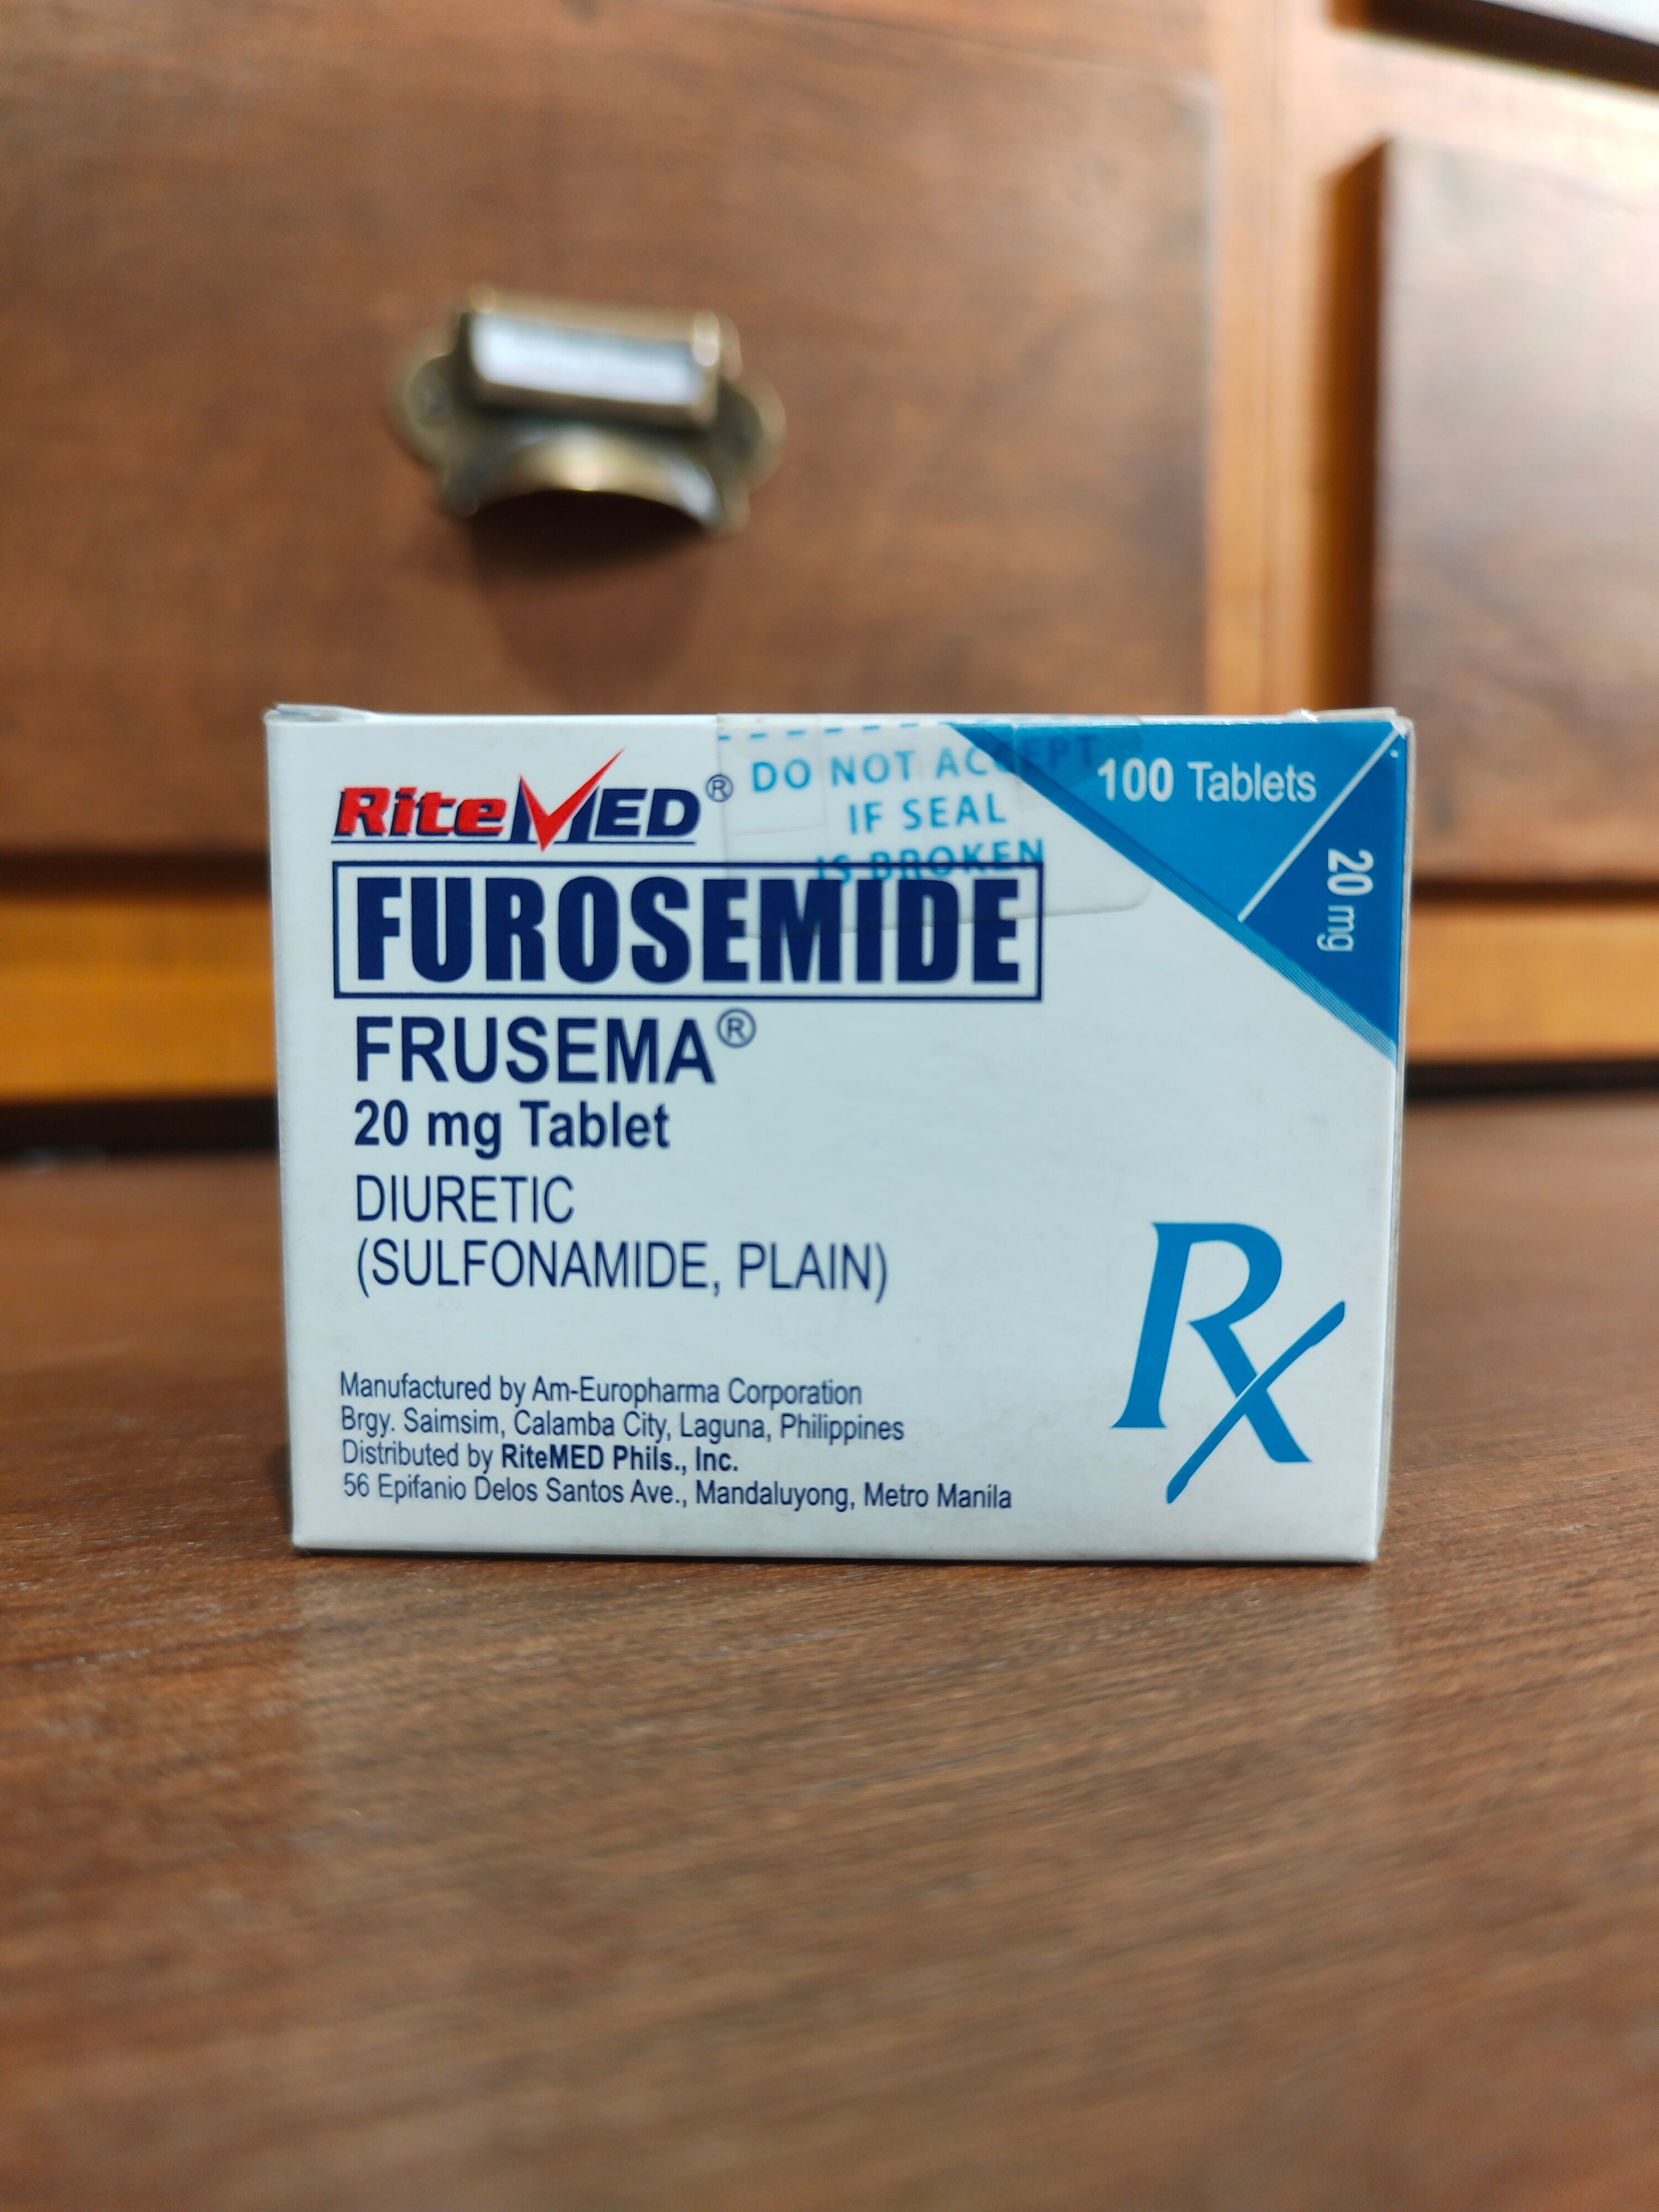 RiteMED®
DO NOT ACCEPT
IF SEAL
IS BROKEN
100 Tablets
20 mg
FUROSEMIDE
FRUSEMA®
20 mg Tablet
DIURETIC
(SULFONAMIDE, PLAIN)
Rx
Manufactured by Am-Europharma Corporation
Brgy. Saimsim, Calamba City, Laguna, Philippines
Distributed by RiteMED Phils., Inc.
56 Epifanio Delos Santos Ave., Mandaluyong, Metro Manila